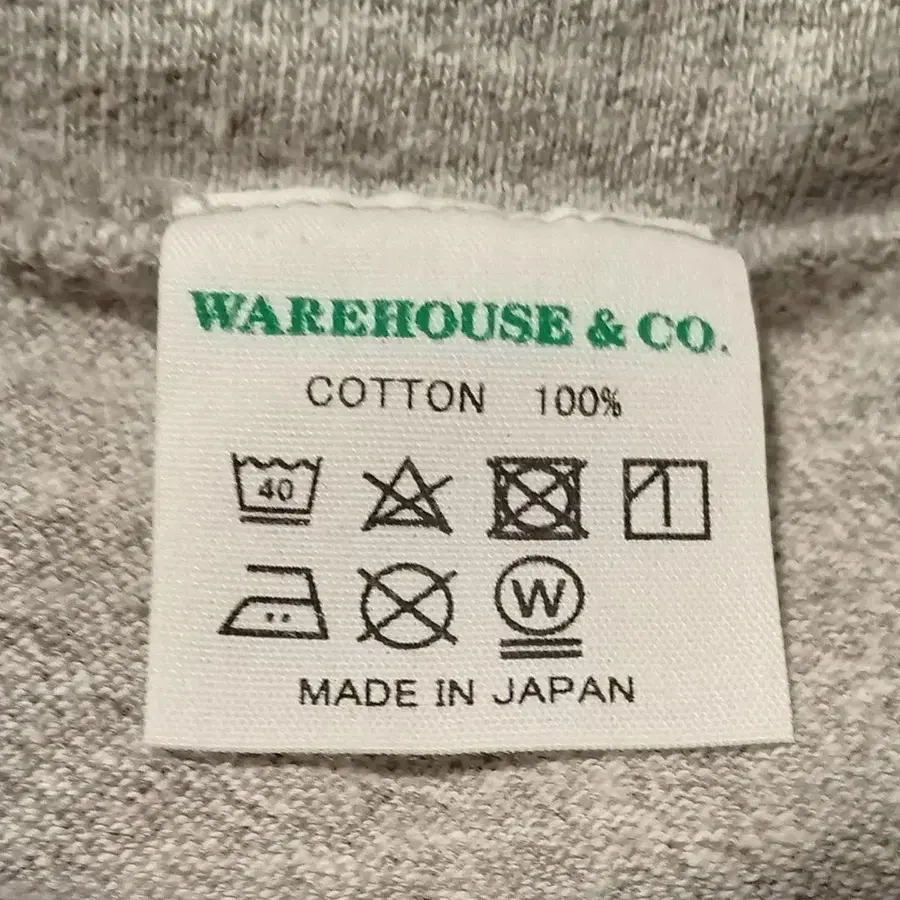 WAREHOUSE & CO.
COTTON 100%
40
W
MADE IN JAPAN